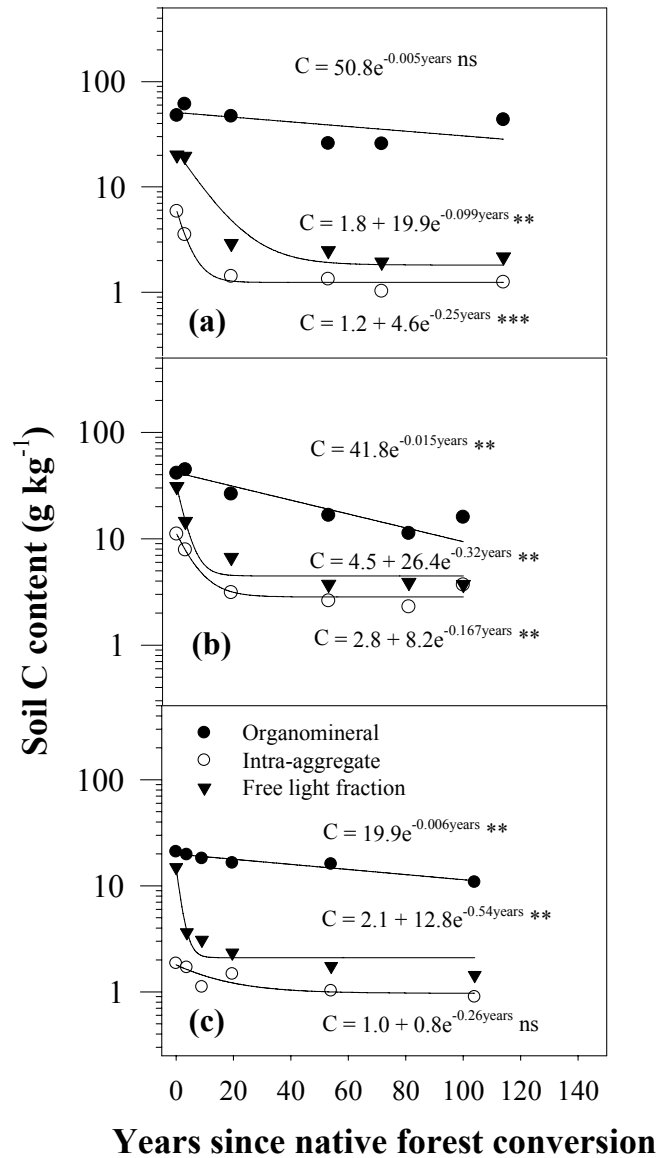 C = 50.8e^-0.005years ns
100
10
1
C = 1.8 + 19.9e^-0.099years **
(a)
C = 1.2 + 4.6e^-0.25years ***
100
10
1
C = 41.8e^-0.015years **
C = 4.5 + 26.4e^-0.32years **
(b)
C = 2.8 + 8.2e^-0.167years **
Soil C content (g kg^-1)
Organomineral
Intra-aggregate
Free light fraction
100
10
1
C = 19.9e^-0.006years **
C = 2.1 + 12.8e^-0.54years **
(c)
C = 1.0 + 0.8e^-0.26years ns
0 20 40 60 80 100 120 140
Years since native forest conversion